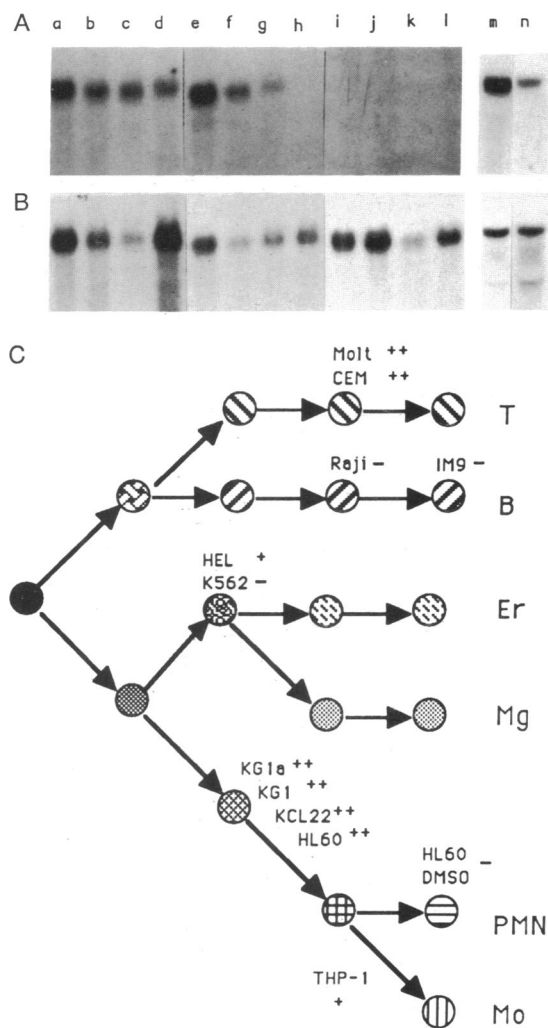 A a b c d e f g h i j k l m n
B
C
Molt ++
CEM ++
T
Raji - IM9 -
B
HEL +
K562 -
Er
Mg
KG1a ++
KG1 ++
KCL22 ++
HL60 ++
HL60 -
DMSO
PMN
THP-1
+
Mo